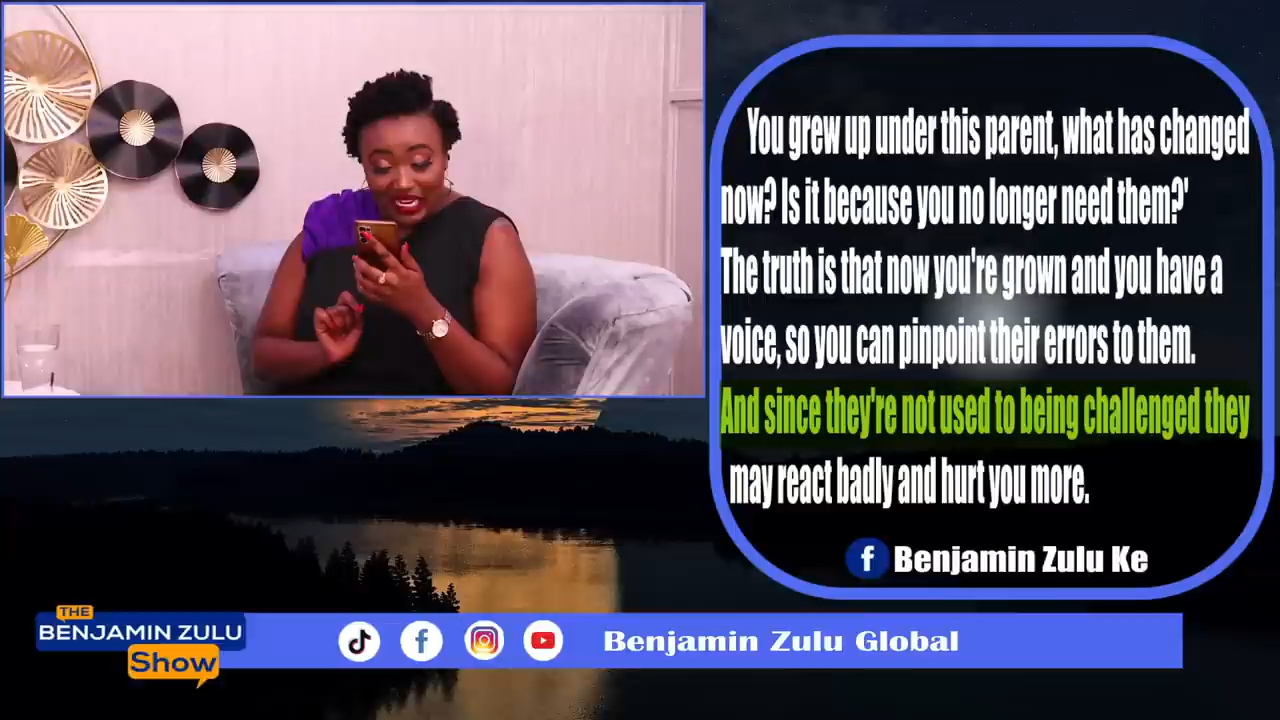 You grew up under this parent, what has changed
now? Is it because you no longer need them?'
The truth is that now you're grown and you have a
voice, so you can pinpoint their errors to them.
And since they're not used to being challenged they
may react badly and hurt you more.
Benjamin Zulu Ke
THE
BENJAMIN ZULU
Show
Benjamin Zulu Global